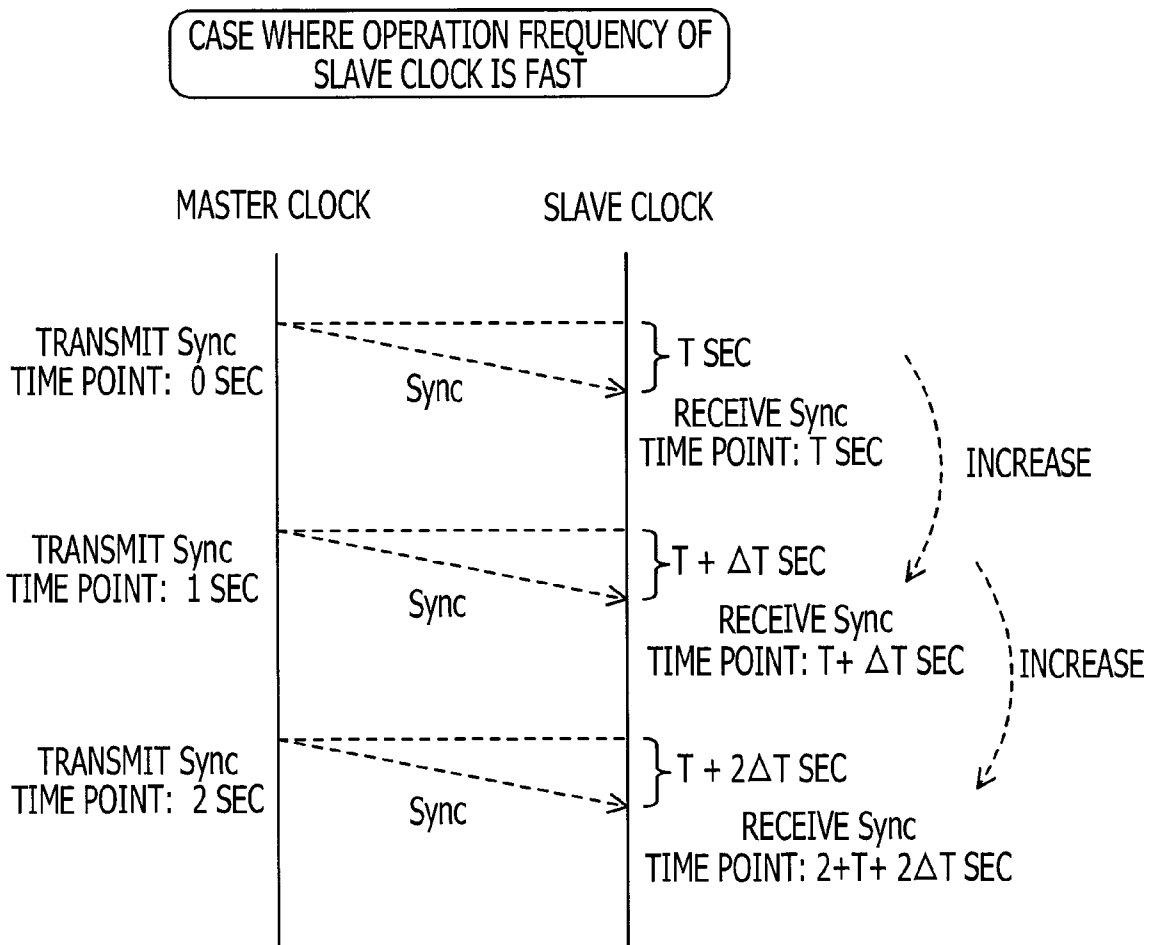 CASE WHERE OPERATION FREQUENCY OF
SLAVE CLOCK IS FAST
MASTER CLOCK
SLAVE CLOCK
TRANSMIT Sync
TIME POINT: 0 SEC
Sync
T SEC
RECEIVE Sync
TIME POINT: T SEC
INCREASE
TRANSMIT Sync
TIME POINT: 1 SEC
Sync
T + ΔT SEC
RECEIVE Sync
TIME POINT: T+ ΔT SEC
INCREASE
TRANSMIT Sync
TIME POINT: 2 SEC
Sync
T + 2ΔT SEC
RECEIVE Sync
TIME POINT: 2+T+ 2ΔT SEC